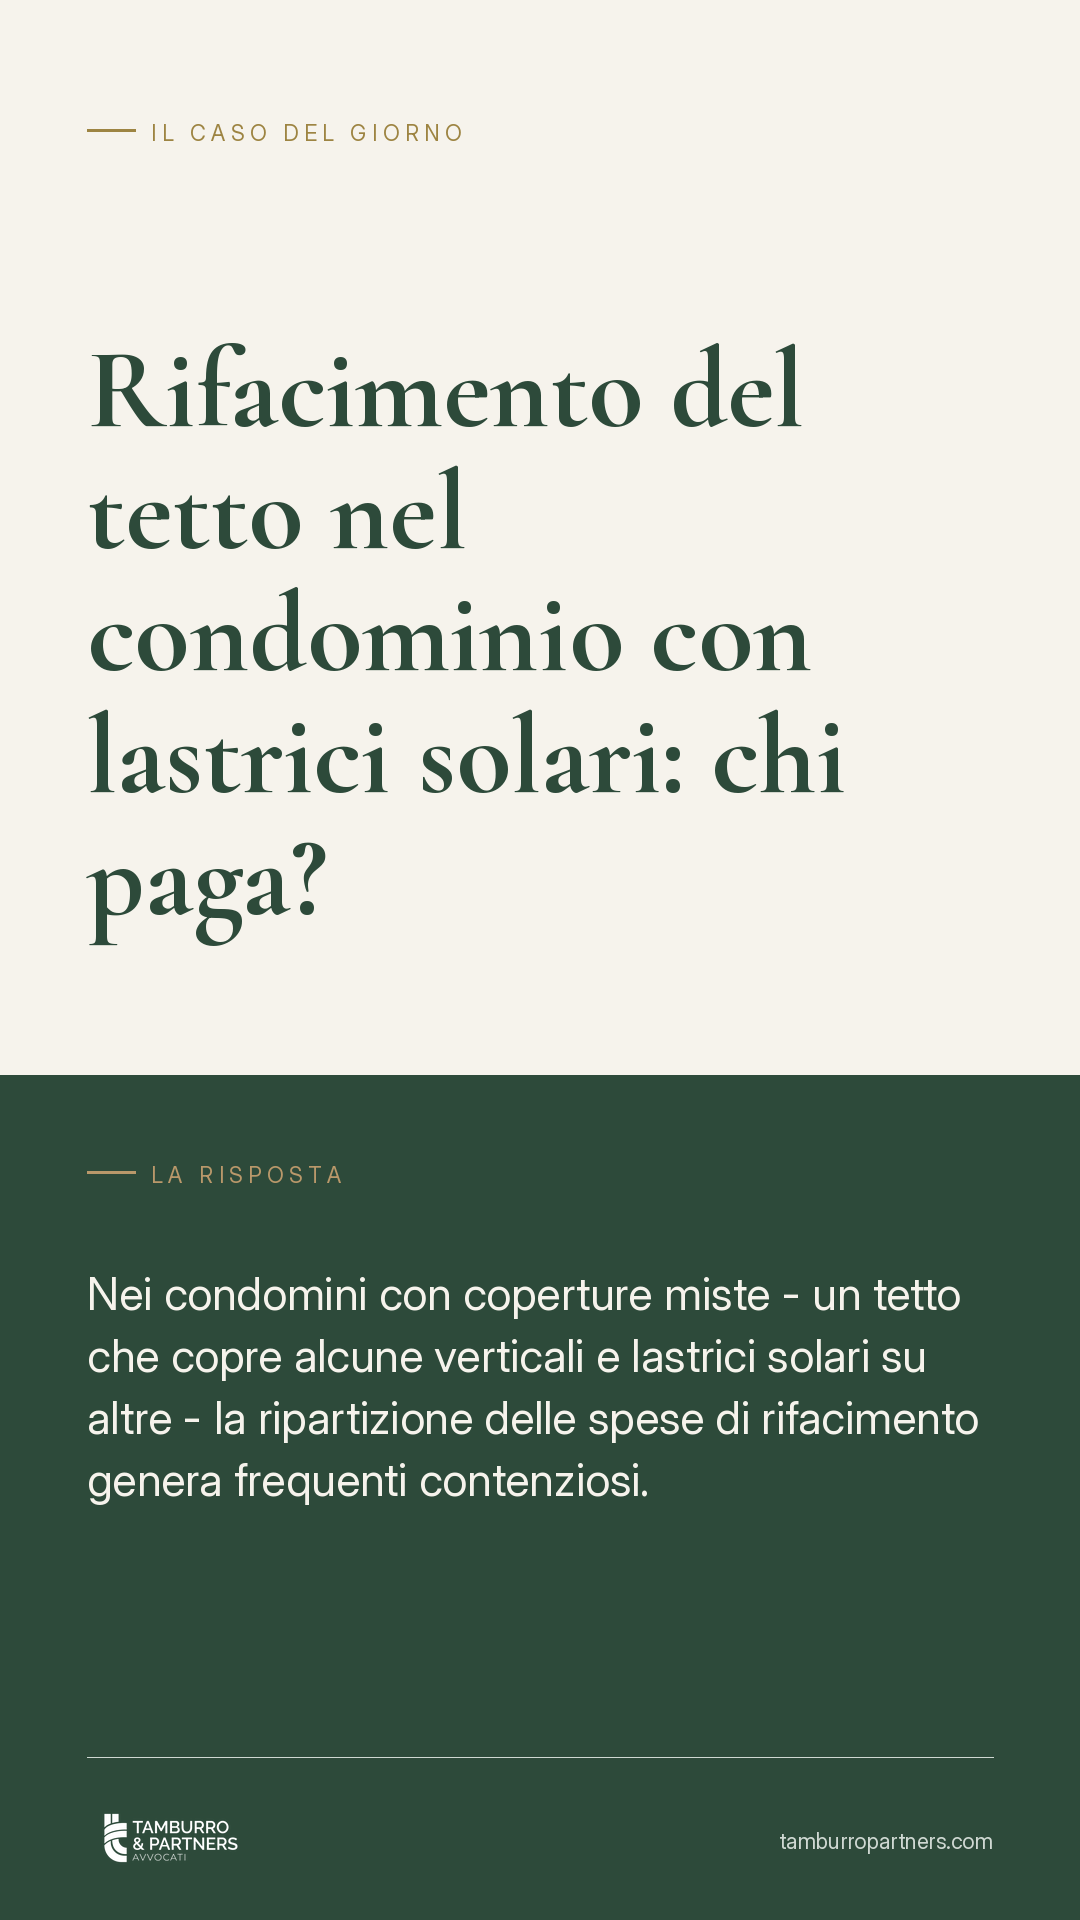 IL CASO DEL GIORNO
Rifacimento del
tetto nel
condominio con
lastrici solari: chi
paga?
LA RISPOSTA
Nei condomini con coperture miste - un tetto
che copre alcune verticali e lastrici solari su
altre - la ripartizione delle spese di rifacimento
genera frequenti contenziosi.
TAMBURRO
& PARTNERS
AVVOCATI
tamburropartners.com